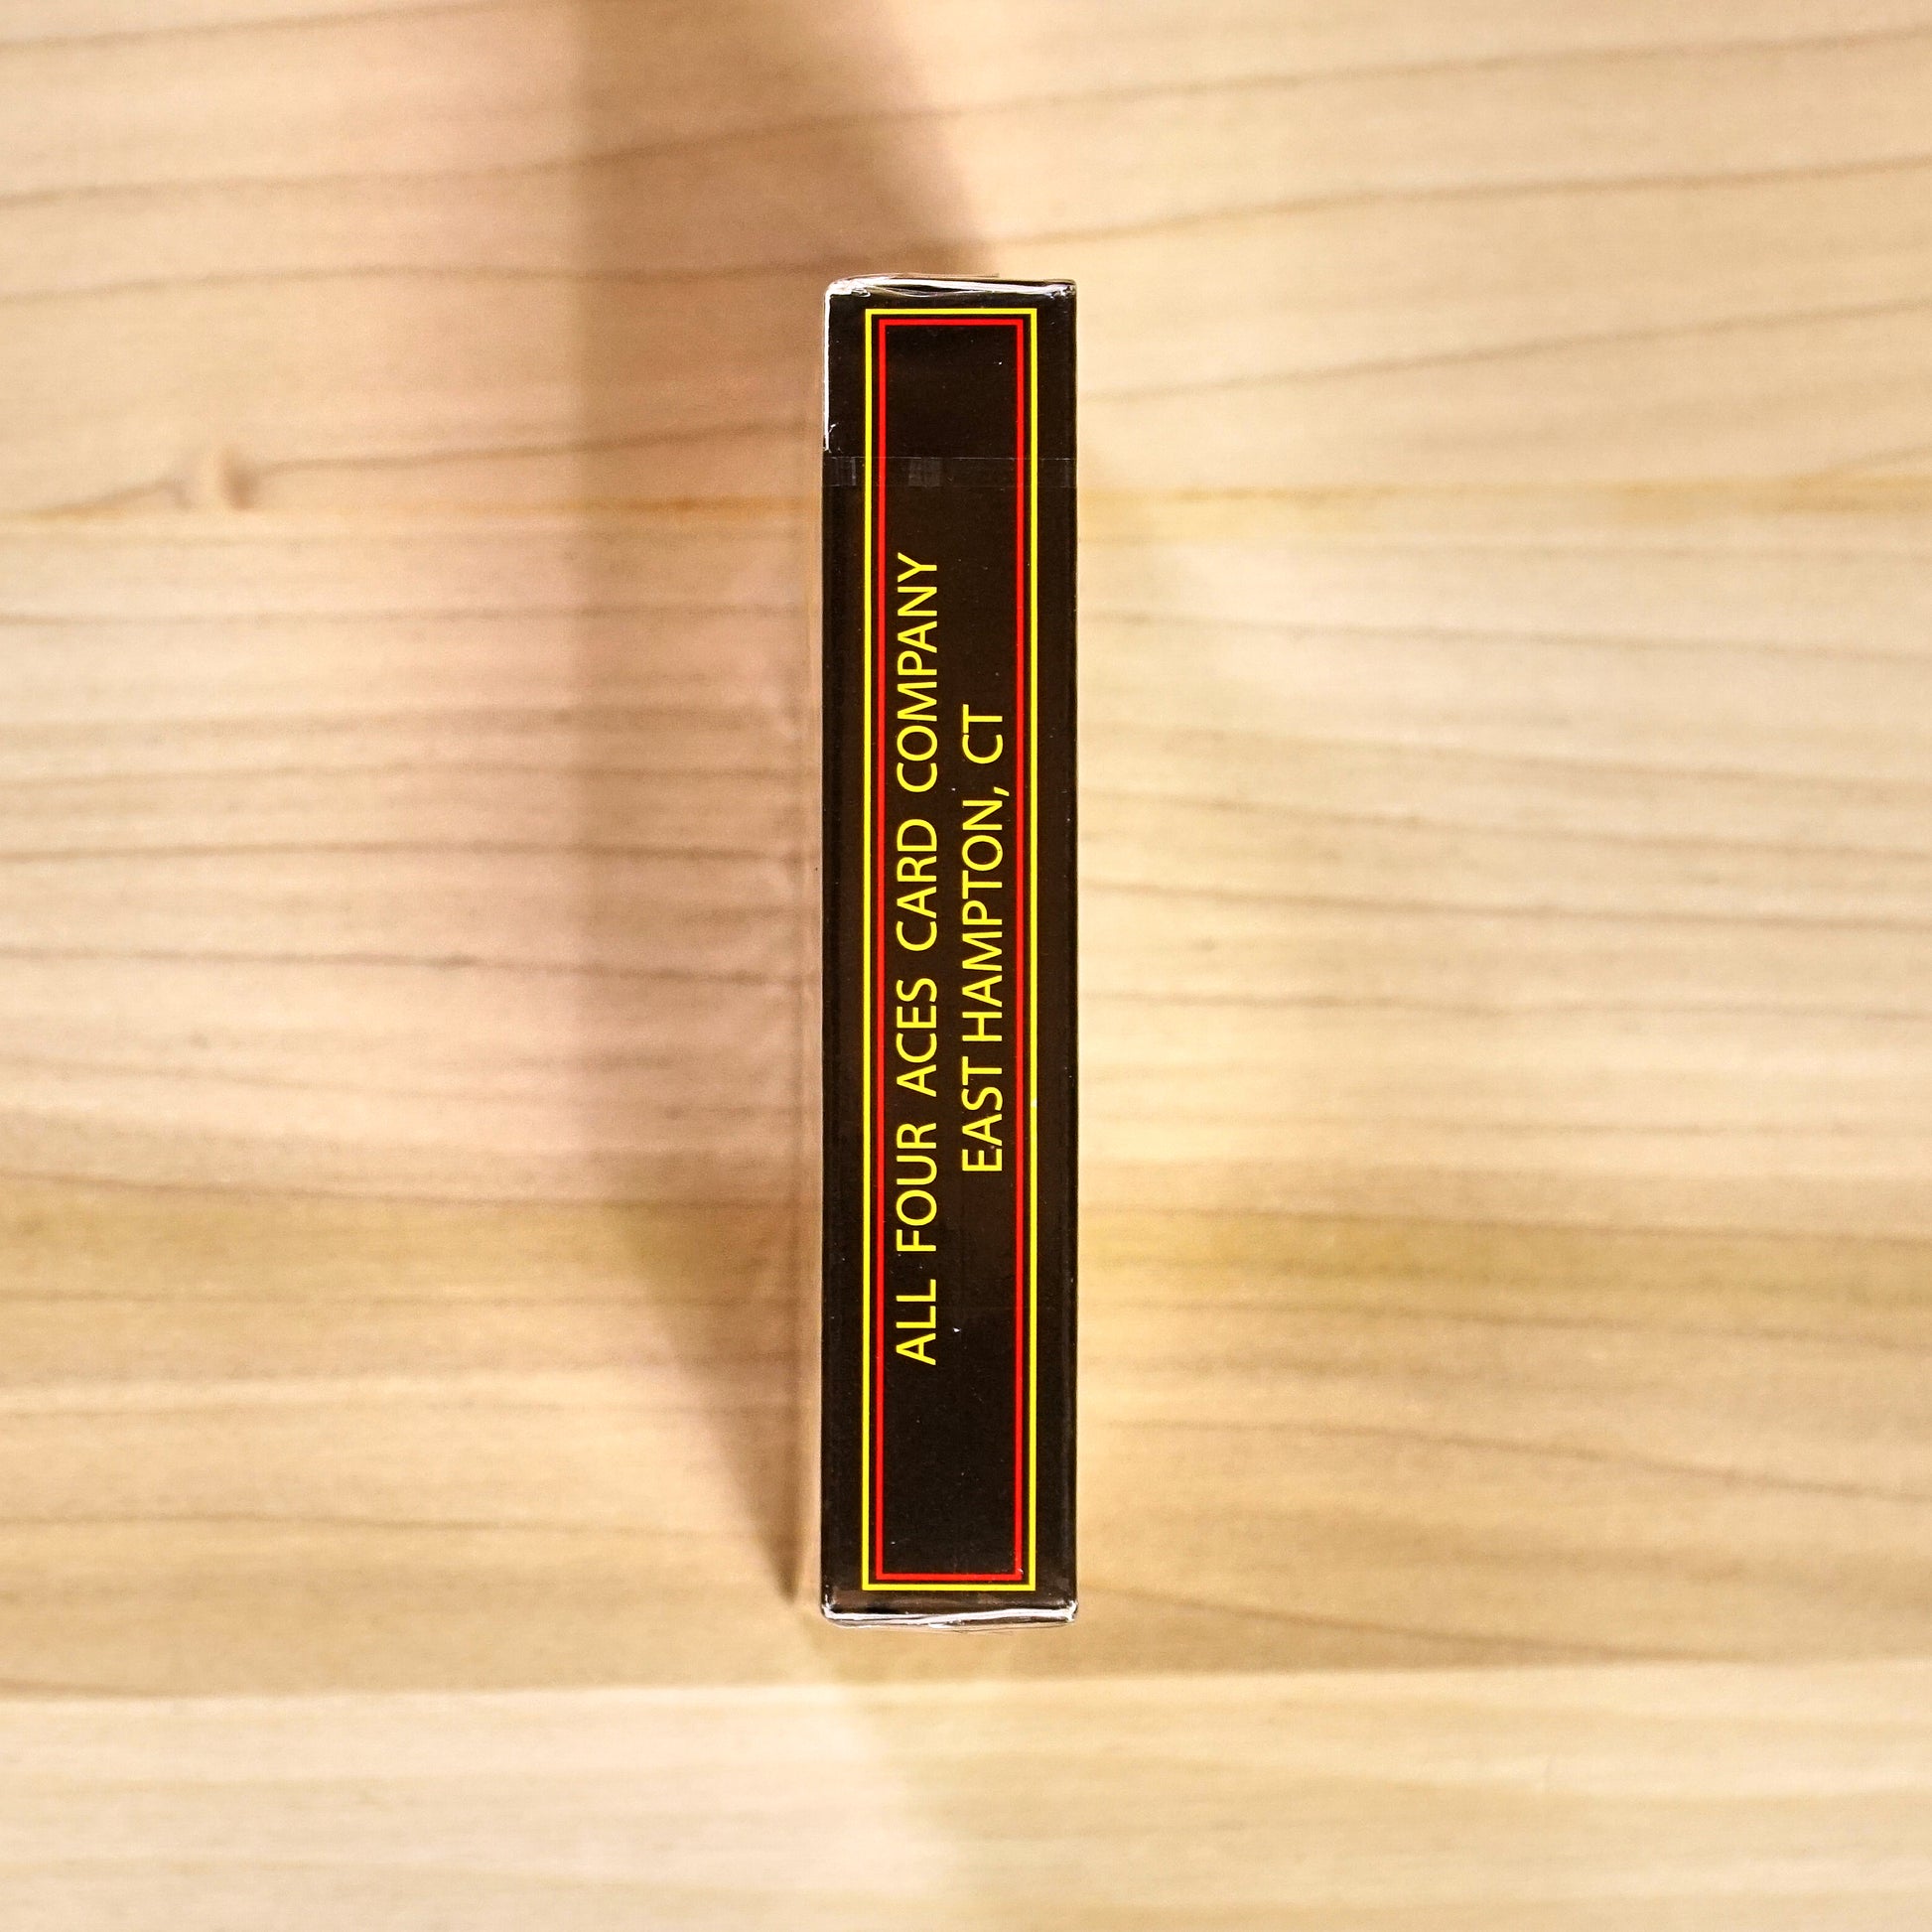 ALL FOUR ACES CARD COMPANY
EAST HAMPTON, CT